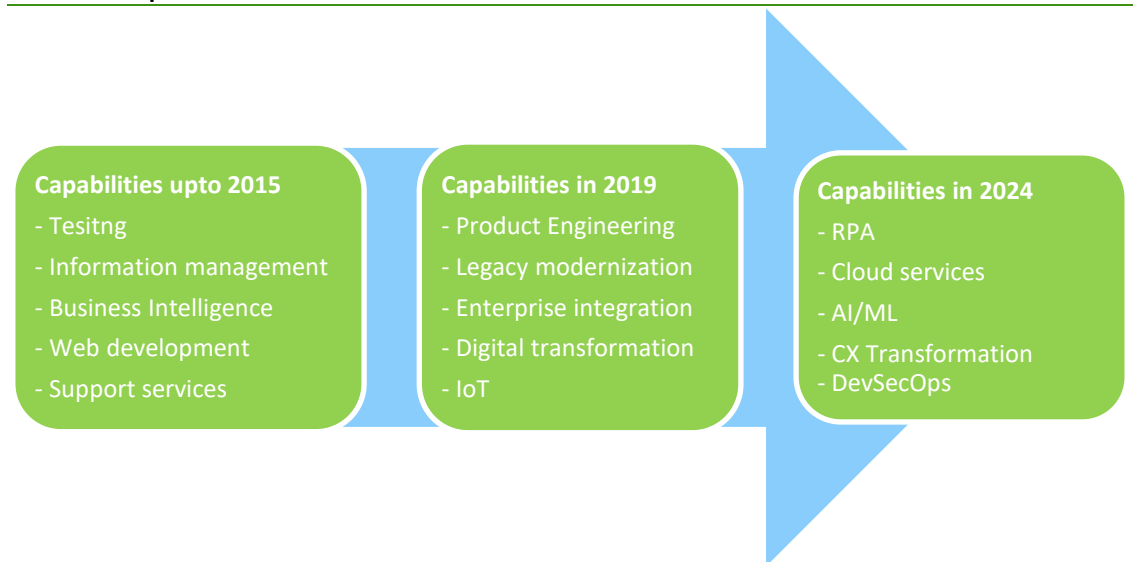 Capabilities upto 2015
- Tesitng
- Information management
- Business Intelligence
- Web development
- Support services
Capabilities in 2019
- Product Engineering
- Legacy modernization
- Enterprise integration
- Digital transformation
- IoT
Capabilities in 2024
- RPA
- Cloud services
- AI/ML
- CX Transformation
- DevSecOps